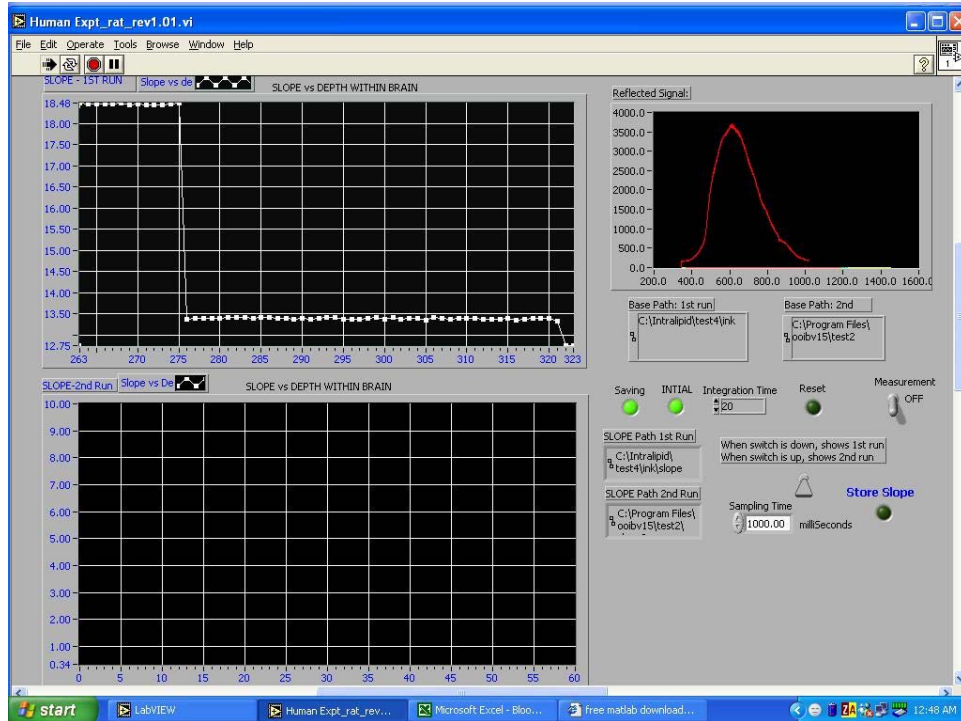 Human Expt_rat_rev1.01.vi
File Edit Operate Tools Browse Window Help
SLOPE - 1ST RUN Slope vs de SLOPE vs DEPTH WITHIN BRAIN
18.48
18.00
17.50
17.00
16.50
16.00
15.50
15.00
14.50
14.00
13.50
12.75
263 270 275 280 285 290 295 300 305 310 315 320 323
SLOPE-2nd Run Slope vs De SLOPE vs DEPTH WITHIN BRAIN
10.00
9.00
8.00
7.00
6.00
5.00
4.00
3.00
2.00
1.00
0.34
0 5 10 15 20 25 30 35 40 45 50 55 60
Reflected Signal:
4000.0
3500.0
3000.0
2500.0
2000.0
1500.0
1000.0
500.0
0.0
200.0 400.0 600.0 800.0 1000.0 1200.0 1400.0 1600.0
Base Path: 1st run
C:\Intralipid\test4\ink
Base Path: 2nd
C:\Program Files\
ooibv15\test2
Saving INTIAL Integration Time Reset Measurement
20
OFF
SLOPE Path 1st Run
C:\Intralipid\
test4\ink\slope
When switch is down, shows 1st run
When switch is up, shows 2nd run
SLOPE Path 2nd Run
C:\Program Files\
ooibv15\test2\
Sampling Time
1000.00 milliSeconds
Store Slope
start LabVIEW Human Expt_rat_rev... Microsoft Excel - Bloo... free matlab download... 12:48 AM